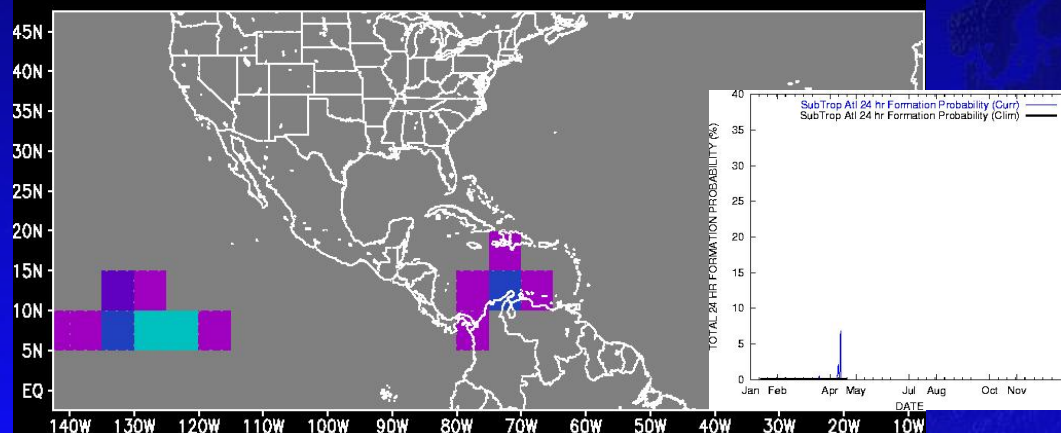 45N
40N
35N
30N
25N
20N
15N
10N
5N
EQ
140W 130W 120W 110W 100W 90W 80W 70W 60W 50W 40W 30W 20W 10W
SubTrop Atl 24 hr Formation Probability (Curr)
SubTrop Atl 24 hr Formation Probability (Clim)
TOTAL 24 HR FORMATION PROBABILITY (%)
40
35
30
25
20
15
10
5
0
Jan Feb Apr May Jul Aug Oct Nov
DATE